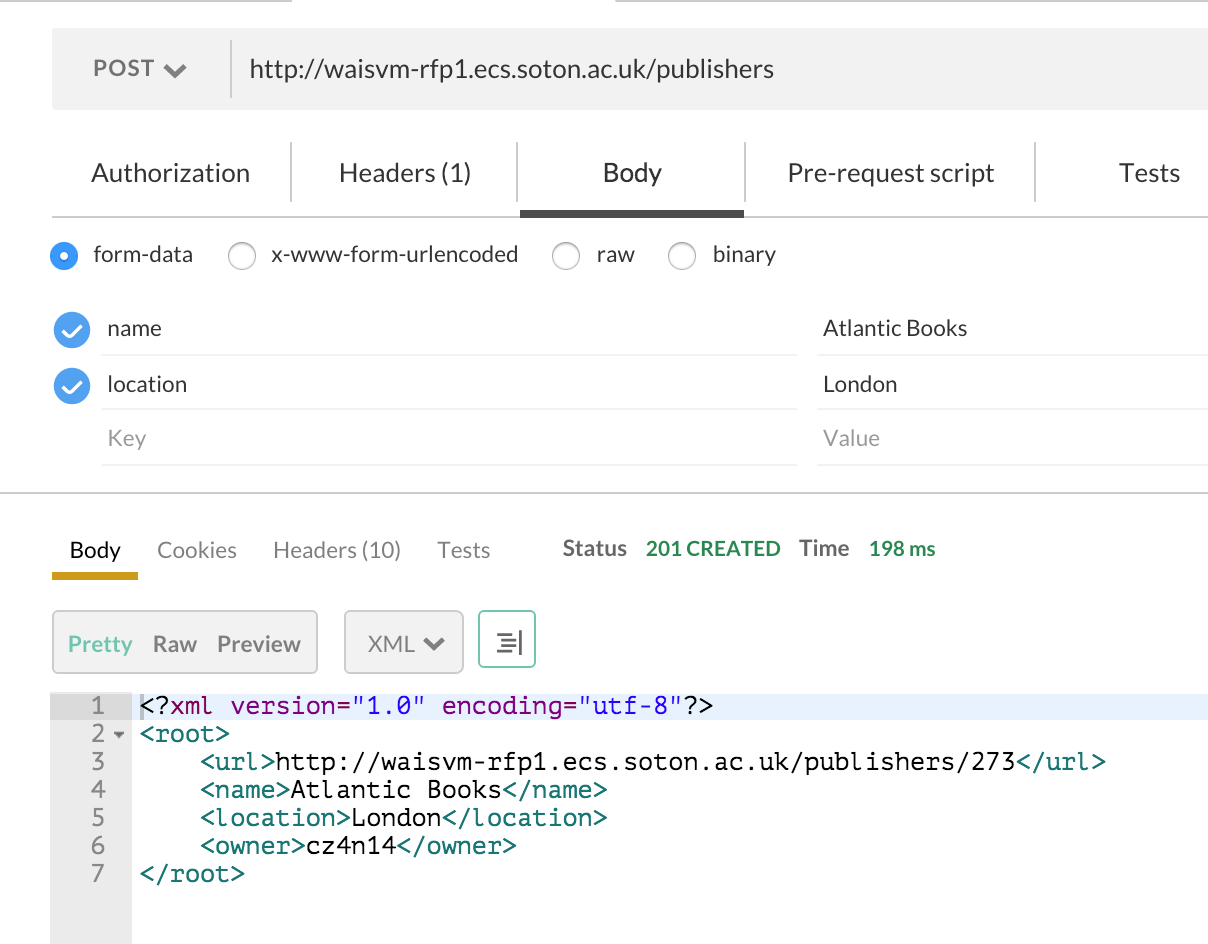 POST http://waisvm-rfp1.ecs.soton.ac.uk/publishers
Authorization Headers (1) Body Pre-request script Tests
form-data x-www-form-urlencoded raw binary
name Atlantic Books
location London
Key Value
Body Cookies Headers (10) Tests Status 201 CREATED Time 198 ms
Pretty Raw Preview XML
1 <?xml version="1.0" encoding="utf-8"?>
2 <root>
3 <url>http://waisvm-rfp1.ecs.soton.ac.uk/publishers/273</url>
4 <name>Atlantic Books</name>
5 <location>London</location>
6 <owner>cz4n14</owner>
7 </root>